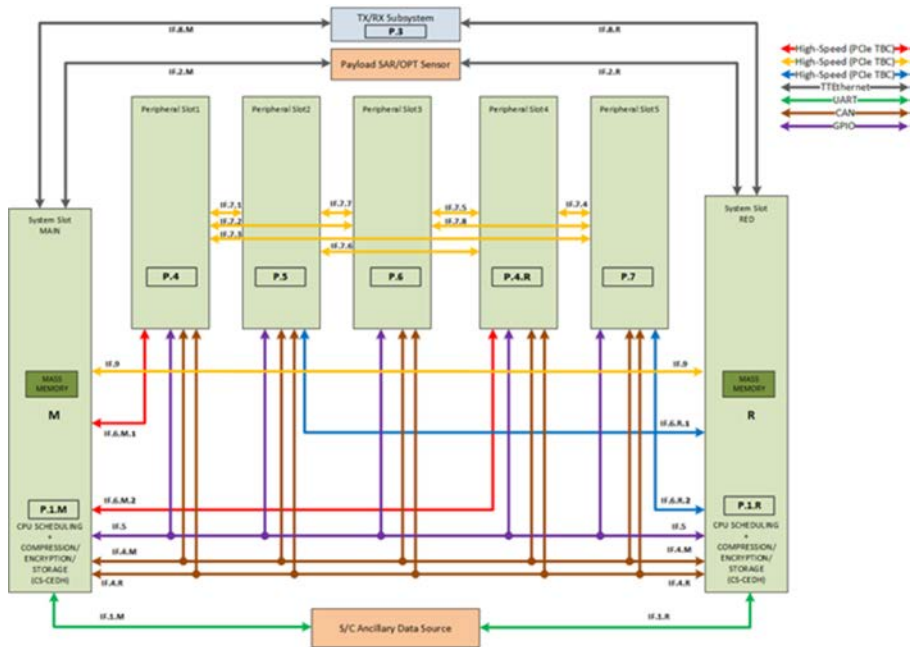 IF.8.M
TX/RX Subsystem
P.3
IF.8.R
IF.2.M
Payload SAR/OPT Sensor
IF.2.R
High-Speed (PCIe TBC)
High-Speed (PCIe TBC)
High-Speed (PCIe TBC)
TTEthernet
UART
CAN
GPIO
Peripheral Slot1
Peripheral Slot2
Peripheral Slot3
Peripheral Slot4
Peripheral Slot5
System Slot
MAIN
System Slot
RED
IF.7.1
IF.7.7
IF.7.5
IF.7.4
IF.7.2
IF.7.8
IF.7.3
IF.7.6
P.4
P.5
P.6
P.4.R
P.7
IF.9
IF.9
MASS
MEMORY
M
MASS
MEMORY
R
IF.6.M.1
IF.6.R.1
IF.6.M.2
IF.6.R.2
P.1.M
P.1.R
IF.5
IF.5
CPU SCHEDULING
+
COMPRESSION/
ENCRYPTION/
STORAGE
(CS-CEDH)
CPU SCHEDULING
+
COMPRESSION/
ENCRYPTION/
STORAGE
(CS-CEDH)
IF.4.M
IF.4.M
IF.4.R
IF.4.R
IF.1.M
S/C Ancillary Data Source
IF.1.R